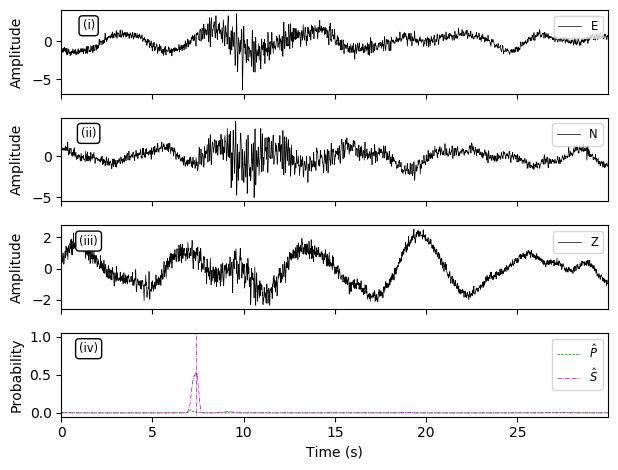 (i)
E
Amplitude
0
−5
(ii)
N
Amplitude
0
−5
(iii)
Z
Amplitude
2
0
−2
(iv)
P̂
Ŝ
Probability
1.0
0.5
0.0
0 5 10 15 20 25
Time (s)